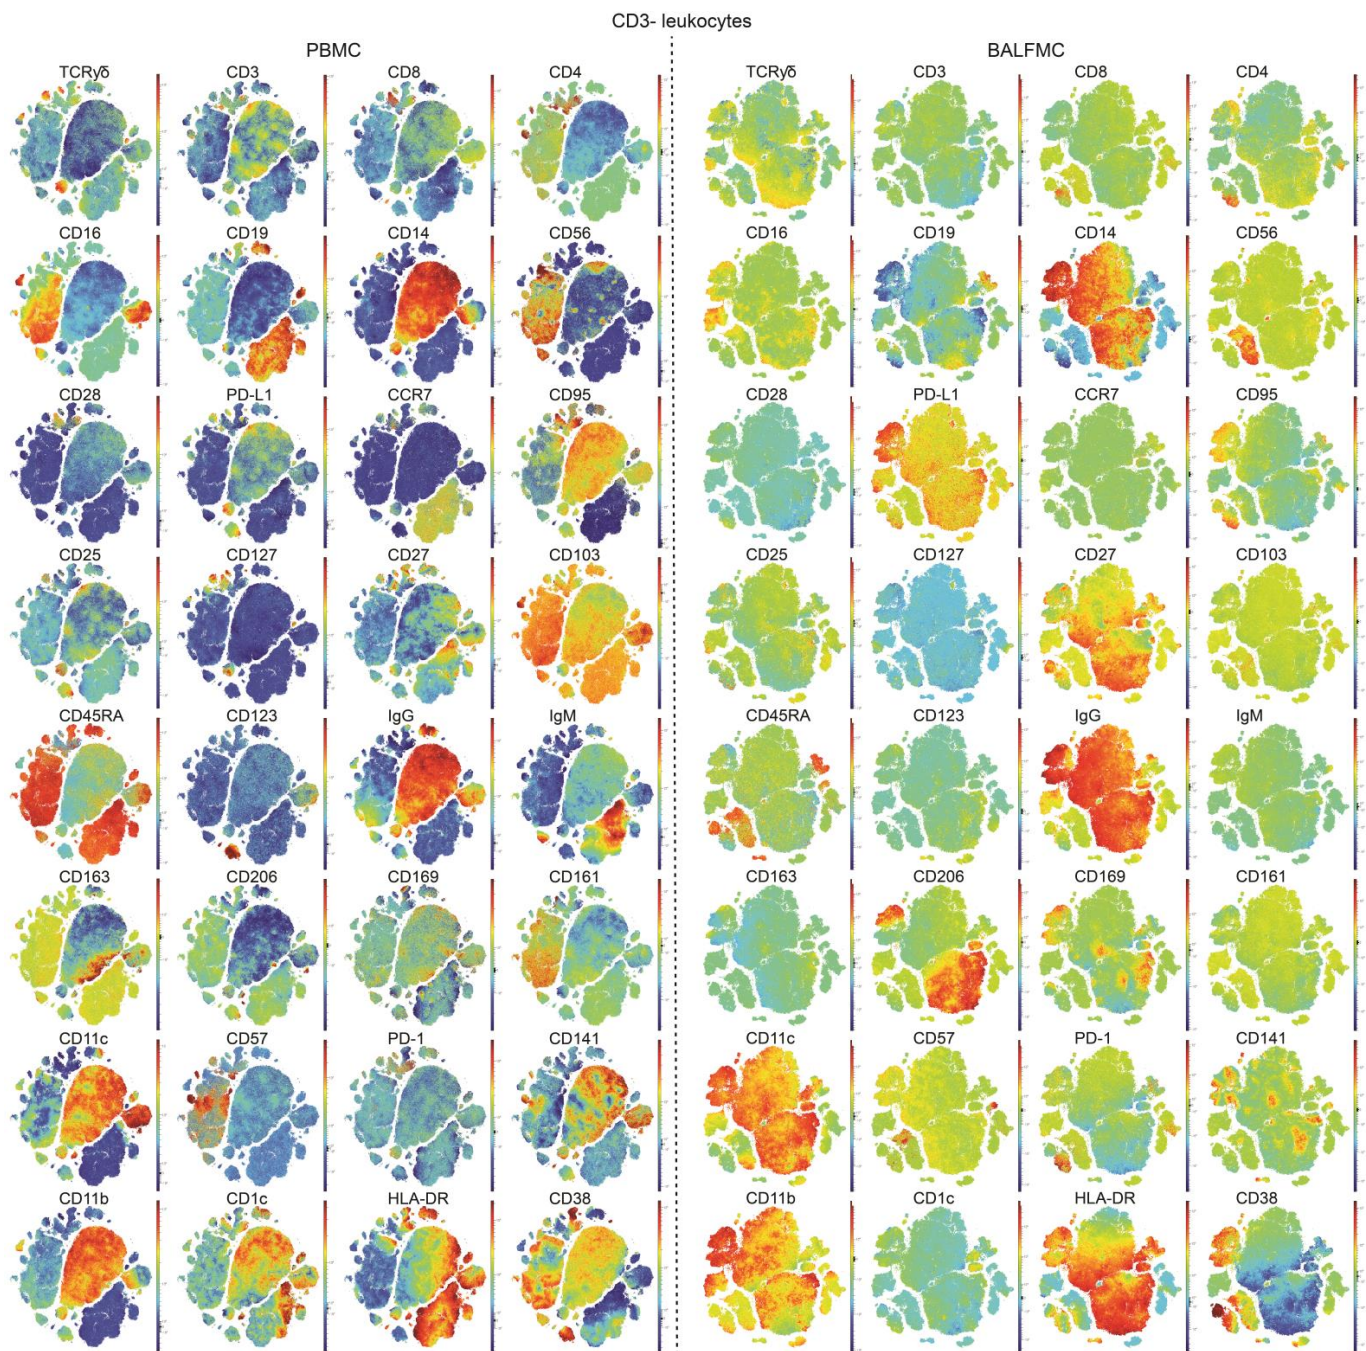 CD3- leukocytes
PBMC BALFMC
TCRyδ CD3 CD8 CD4 TCRyδ CD3 CD8 CD4
CD16 CD19 CD14 CD56 CD16 CD19 CD14 CD56
CD28 PD-L1 CCR7 CD95 CD28 PD-L1 CCR7 CD95
CD25 CD127 CD27 CD103 CD25 CD127 CD27 CD103
CD45RA CD123 IgG IgM CD45RA CD123 IgG IgM
CD163 CD206 CD169 CD161 CD163 CD206 CD169 CD161
CD11c CD57 PD-1 CD141 CD11c CD57 PD-1 CD141
CD11b CD1c HLA-DR CD38 CD11b CD1c HLA-DR CD38